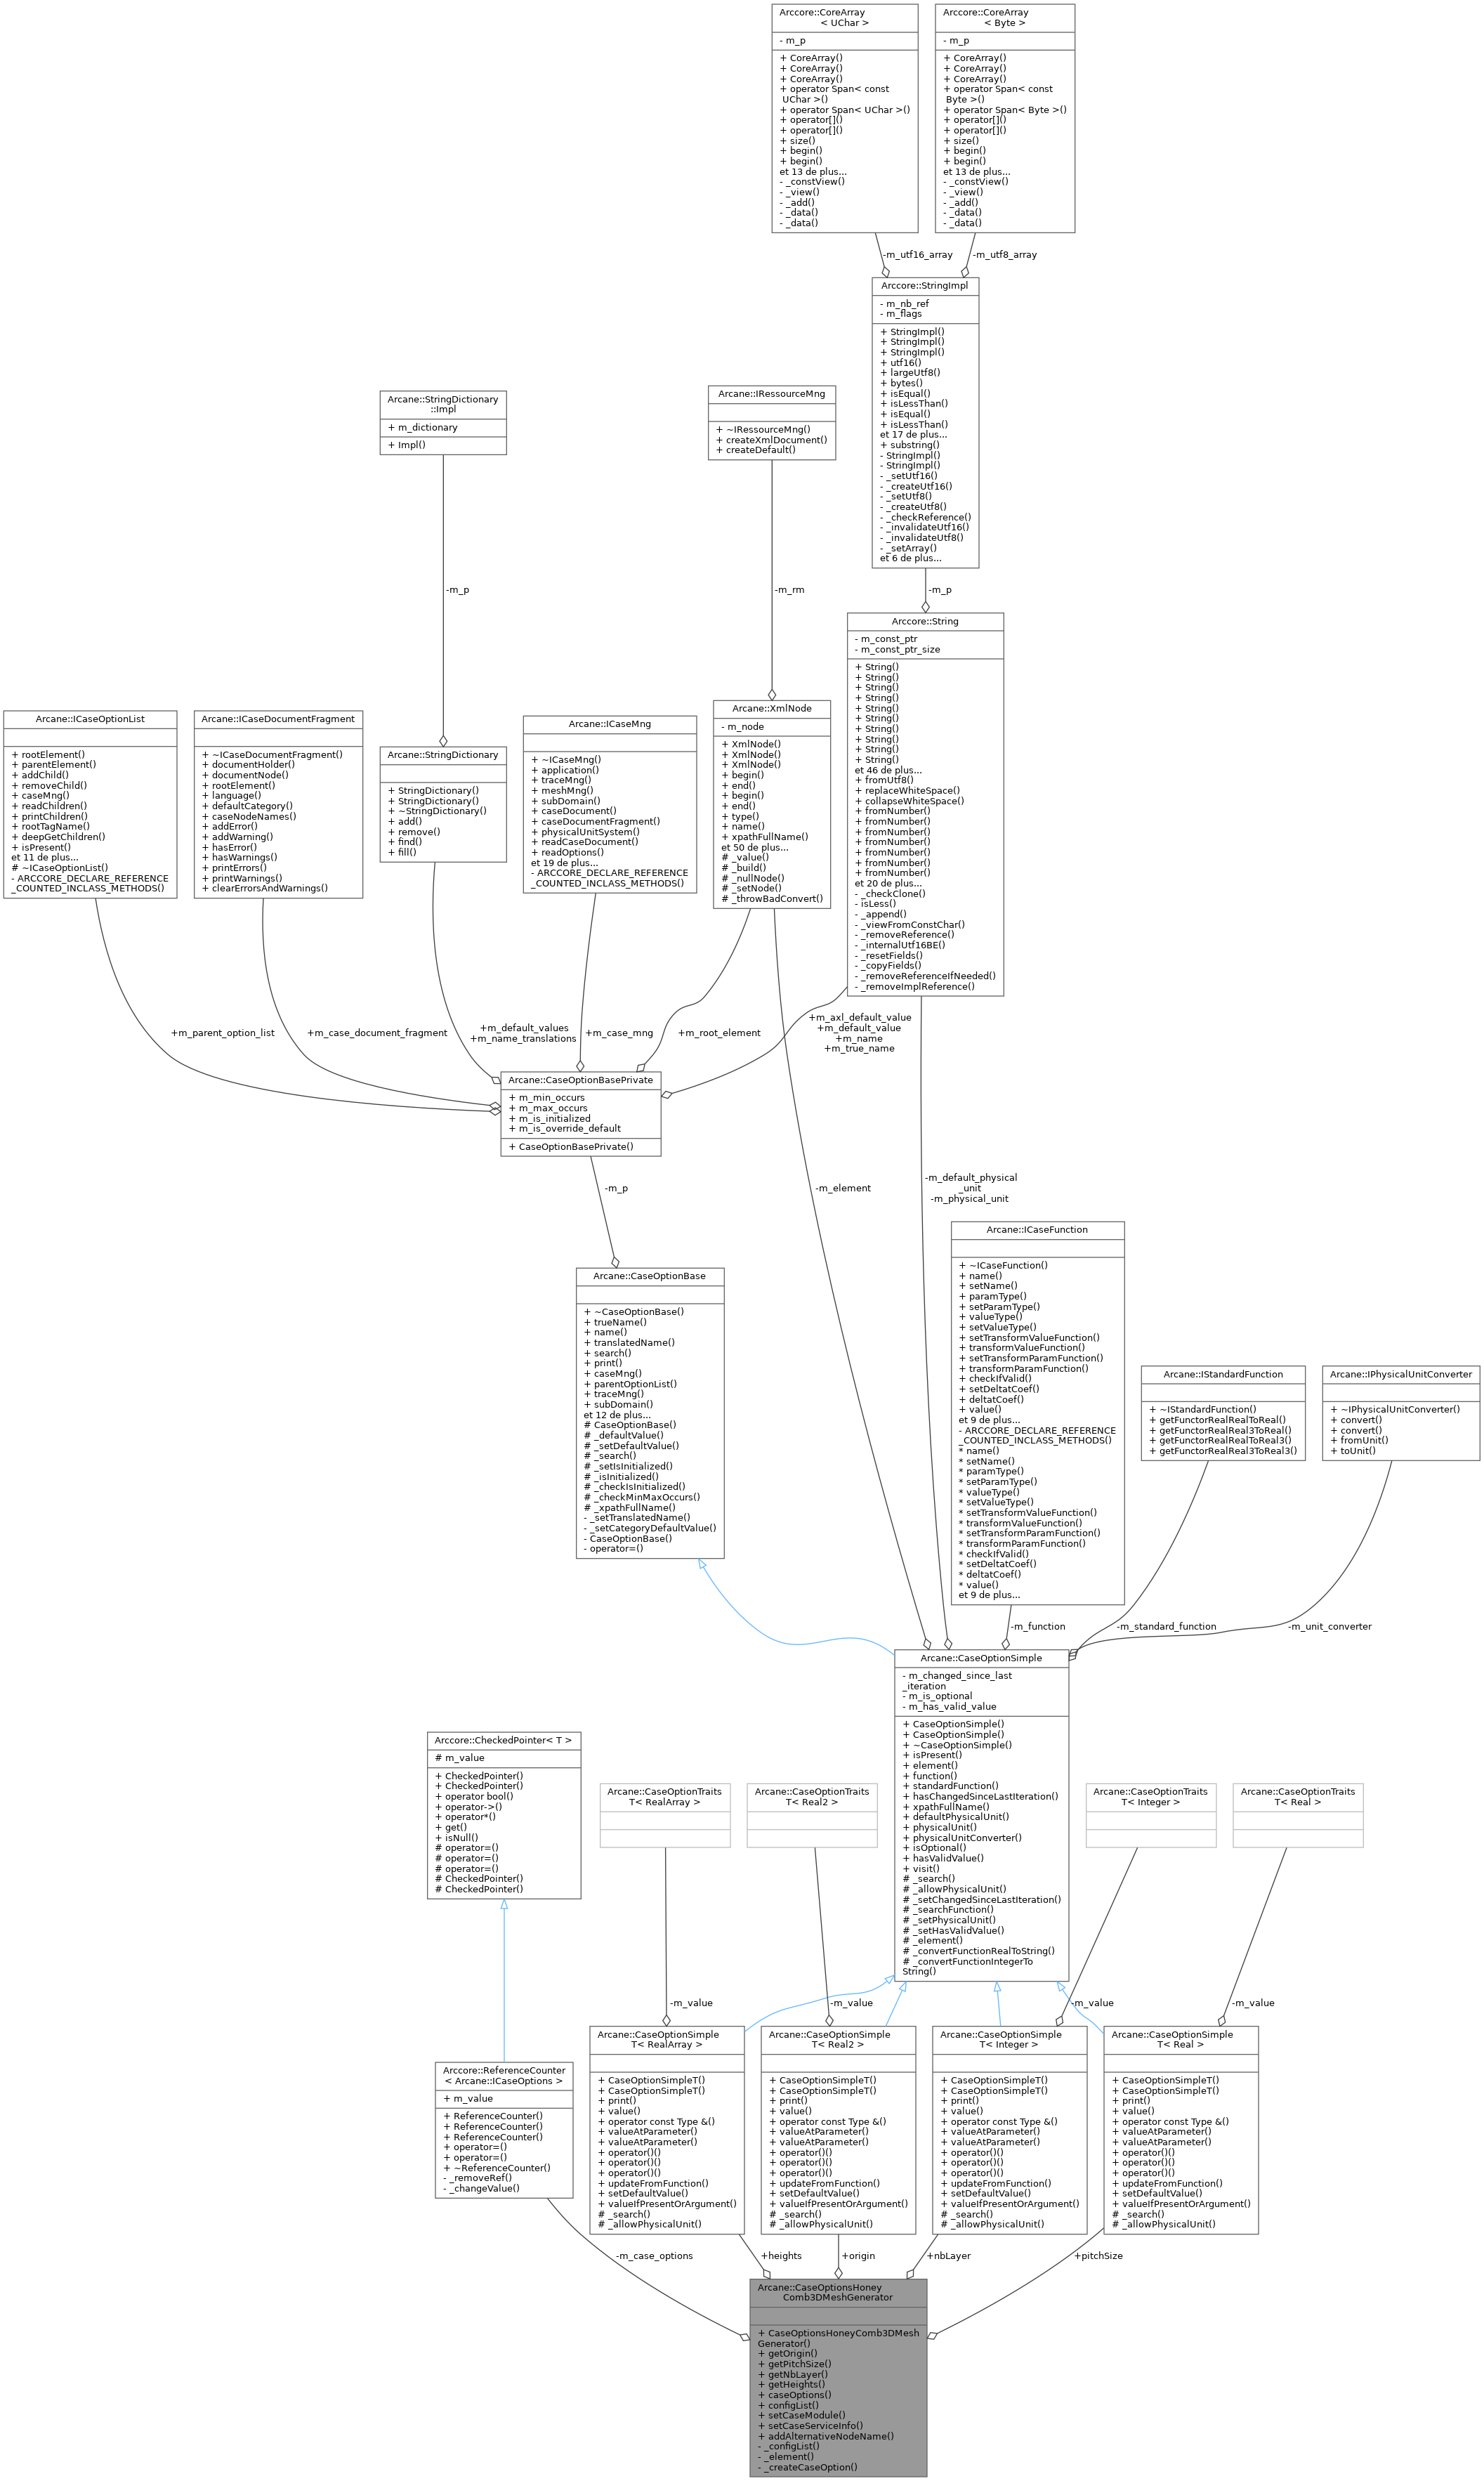 Arccore::CoreArray
< UChar >
- m_p
+ CoreArray()
+ CoreArray()
+ CoreArray()
+ operator Span< const
UChar >()
+ operator Span< UChar >()
+ operator[]()
+ operator[]()
+ size()
+ begin()
+ begin()
et 13 de plus...
- _constView()
- _view()
- _add()
- _data()
- _data()
Arccore::CoreArray
< Byte >
- m_p
+ CoreArray()
+ CoreArray()
+ CoreArray()
+ operator Span< const
Byte >()
+ operator Span< Byte >()
+ operator[]()
+ operator[]()
+ size()
+ begin()
+ begin()
et 13 de plus...
- _constView()
- _view()
- _add()
- _data()
- _data()
-m_utf16_array
-m_utf8_array
Arccore::StringImpl
- m_nb_ref
- m_flags
+ StringImpl()
+ StringImpl()
+ StringImpl()
+ utf16()
+ largeUtf8()
+ bytes()
+ isEqual()
+ isLessThan()
+ isEqual()
+ isLessThan()
et 17 de plus...
+ substring()
- StringImpl()
- StringImpl()
- _setUtf16()
- _createUtf16()
- _setUtf8()
- _createUtf8()
- _checkReference()
- _invalidateUtf16()
- _invalidateUtf8()
- _setArray()
et 6 de plus...
Arcane::StringDictionary
::Impl
+ m_dictionary
+ Impl()
Arcane::IRessourceMng
+ ~IRessourceMng()
+ createXmlDocument()
+ createDefault()
-m_p
-m_rm
-m_p
Arccore::String
- m_const_ptr
- m_const_ptr_size
+ String()
+ String()
+ String()
+ String()
+ String()
+ String()
+ String()
+ String()
+ String()
+ String()
et 46 de plus...
+ fromUtf8()
+ replaceWhiteSpace()
+ collapseWhiteSpace()
+ fromNumber()
+ fromNumber()
+ fromNumber()
+ fromNumber()
+ fromNumber()
+ fromNumber()
+ fromNumber()
et 20 de plus...
- _checkClone()
- isLess()
- _append()
- _viewFromConstChar()
- _removeReference()
- _internalUtf16BE()
- _resetFields()
- _copyFields()
- _removeReferenceIfNeeded()
- _removeImplReference()
Arcane::ICaseOptionList
+ rootElement()
+ parentElement()
+ addChild()
+ removeChild()
+ caseMng()
+ readChildren()
+ printChildren()
+ rootTagName()
+ deepGetChildren()
+ isPresent()
et 11 de plus...
# ~ICaseOptionList()
- ARCCORE_DECLARE_REFERENCE
_COUNTED_INCLASS_METHODS()
Arcane::ICaseDocumentFragment
+ ~ICaseDocumentFragment()
+ documentHolder()
+ documentNode()
+ rootElement()
+ language()
+ defaultCategory()
+ caseNodeNames()
+ addError()
+ addWarning()
+ hasError()
+ hasWarnings()
+ printErrors()
+ printWarnings()
+ clearErrorsAndWarnings()
Arcane::StringDictionary
+ StringDictionary()
+ StringDictionary()
+ ~StringDictionary()
+ add()
+ remove()
+ find()
+ fill()
Arcane::ICaseMng
+ ~ICaseMng()
+ application()
+ traceMng()
+ meshMng()
+ subDomain()
+ caseDocument()
+ caseDocumentFragment()
+ physicalUnitSystem()
+ readCaseDocument()
+ readOptions()
et 19 de plus...
- ARCCORE_DECLARE_REFERENCE
_COUNTED_INCLASS_METHODS()
Arcane::XmlNode
- m_node
+ XmlNode()
+ XmlNode()
+ XmlNode()
+ begin()
+ end()
+ begin()
+ end()
+ type()
+ name()
+ xpathFullName()
et 50 de plus...
# _value()
# _build()
# _nullNode()
# _setNode()
# _throwBadConvert()
+m_parent_option_list
+m_case_document_fragment
+m_default_values
+m_name_translations
+m_case_mng
+m_root_element
+m_axl_default_value
+m_default_value
+m_name
+m_true_name
Arcane::CaseOptionBasePrivate
+ m_min_occurs
+ m_max_occurs
+ m_is_initialized
+ m_is_override_default
+ CaseOptionBasePrivate()
-m_p
-m_element
-m_default_physical
_unit
-m_physical_unit
Arcane::CaseOptionBase
+ ~CaseOptionBase()
+ trueName()
+ name()
+ translatedName()
+ search()
+ print()
+ caseMng()
+ parentOptionList()
+ traceMng()
+ subDomain()
et 12 de plus...
# CaseOptionBase()
# _defaultValue()
# _setDefaultValue()
# _search()
# _setIsInitialized()
# _isInitialized()
# _checkIsInitialized()
# _checkMinMaxOccurs()
# _xpathFullName()
- _setTranslatedName()
- _setCategoryDefaultValue()
- CaseOptionBase()
- operator=()
Arcane::ICaseFunction
+ ~ICaseFunction()
+ name()
+ setName()
+ paramType()
+ setParamType()
+ valueType()
+ setValueType()
+ setTransformValueFunction()
+ transformValueFunction()
+ setTransformParamFunction()
+ transformParamFunction()
+ checkIfValid()
+ setDeltatCoef()
+ deltatCoef()
+ value()
et 9 de plus...
- ARCCORE_DECLARE_REFERENCE
_COUNTED_INCLASS_METHODS()
* name()
* setName()
* paramType()
* setParamType()
* valueType()
* setValueType()
* setTransformValueFunction()
* transformValueFunction()
* setTransformParamFunction()
* transformParamFunction()
* checkIfValid()
* setDeltatCoef()
* deltatCoef()
* value()
et 9 de plus...
Arcane::IStandardFunction
+ ~IStandardFunction()
+ getFunctorRealRealToReal()
+ getFunctorRealReal3ToReal()
+ getFunctorRealRealToReal3()
+ getFunctorRealReal3ToReal3()
Arcane::IPhysicalUnitConverter
+ ~IPhysicalUnitConverter()
+ convert()
+ convert()
+ fromUnit()
+ toUnit()
-m_function
-m_standard_function
-m_unit_converter
Arcane::CaseOptionSimple
- m_changed_since_last
_iteration
- m_is_optional
- m_has_valid_value
+ CaseOptionSimple()
+ CaseOptionSimple()
+ ~CaseOptionSimple()
+ isPresent()
+ element()
+ function()
+ standardFunction()
+ hasChangedSinceLastIteration()
+ xpathFullName()
+ defaultPhysicalUnit()
+ physicalUnit()
+ physicalUnitConverter()
+ isOptional()
+ hasValidValue()
+ visit()
# _search()
# _allowPhysicalUnit()
# _setChangedSinceLastIteration()
# _searchFunction()
# _setPhysicalUnit()
# _setHasValidValue()
# _element()
# _convertFunctionRealToString()
# _convertFunctionIntegerTo
String()
Arccore::CheckedPointer< T >
# m_value
+ CheckedPointer()
+ CheckedPointer()
+ operator bool()
+ operator->()
+ operator*()
+ get()
+ isNull()
# operator=()
# operator=()
# operator=()
# CheckedPointer()
# CheckedPointer()
Arcane::CaseOptionTraits
T< RealArray >
Arcane::CaseOptionTraits
T< Real2 >
Arcane::CaseOptionTraits
T< Integer >
Arcane::CaseOptionTraits
T< Real >
-m_value
-m_value
-m_value
-m_value
Arccore::ReferenceCounter
< Arcane::ICaseOptions >
+ m_value
+ ReferenceCounter()
+ ReferenceCounter()
+ ReferenceCounter()
+ operator=()
+ operator=()
+ ~ReferenceCounter()
- _removeRef()
- _changeValue()
Arcane::CaseOptionSimple
T< RealArray >
+ CaseOptionSimpleT()
+ CaseOptionSimpleT()
+ print()
+ value()
+ operator const Type &()
+ valueAtParameter()
+ valueAtParameter()
+ operator()()
+ operator()()
+ operator()()
+ updateFromFunction()
+ setDefaultValue()
+ valueIfPresentOrArgument()
# _search()
# _allowPhysicalUnit()
Arcane::CaseOptionSimple
T< Real2 >
+ CaseOptionSimpleT()
+ CaseOptionSimpleT()
+ print()
+ value()
+ operator const Type &()
+ valueAtParameter()
+ valueAtParameter()
+ operator()()
+ operator()()
+ operator()()
+ updateFromFunction()
+ setDefaultValue()
+ valueIfPresentOrArgument()
# _search()
# _allowPhysicalUnit()
Arcane::CaseOptionSimple
T< Integer >
+ CaseOptionSimpleT()
+ CaseOptionSimpleT()
+ print()
+ value()
+ operator const Type &()
+ valueAtParameter()
+ valueAtParameter()
+ operator()()
+ operator()()
+ operator()()
+ updateFromFunction()
+ setDefaultValue()
+ valueIfPresentOrArgument()
# _search()
# _allowPhysicalUnit()
Arcane::CaseOptionSimple
T< Real >
+ CaseOptionSimpleT()
+ CaseOptionSimpleT()
+ print()
+ value()
+ operator const Type &()
+ valueAtParameter()
+ valueAtParameter()
+ operator()()
+ operator()()
+ operator()()
+ updateFromFunction()
+ setDefaultValue()
+ valueIfPresentOrArgument()
# _search()
# _allowPhysicalUnit()
-m_case_options
+heights
+origin
+nbLayer
+pitchSize
Arcane::CaseOptionsHoney
Comb3DMeshGenerator
+ CaseOptionsHoneyComb3DMesh
Generator()
+ getOrigin()
+ getPitchSize()
+ getNbLayer()
+ getHeights()
+ caseOptions()
+ configList()
+ setCaseModule()
+ setCaseServiceInfo()
+ addAlternativeNodeName()
- _configList()
- _element()
- _createCaseOption()